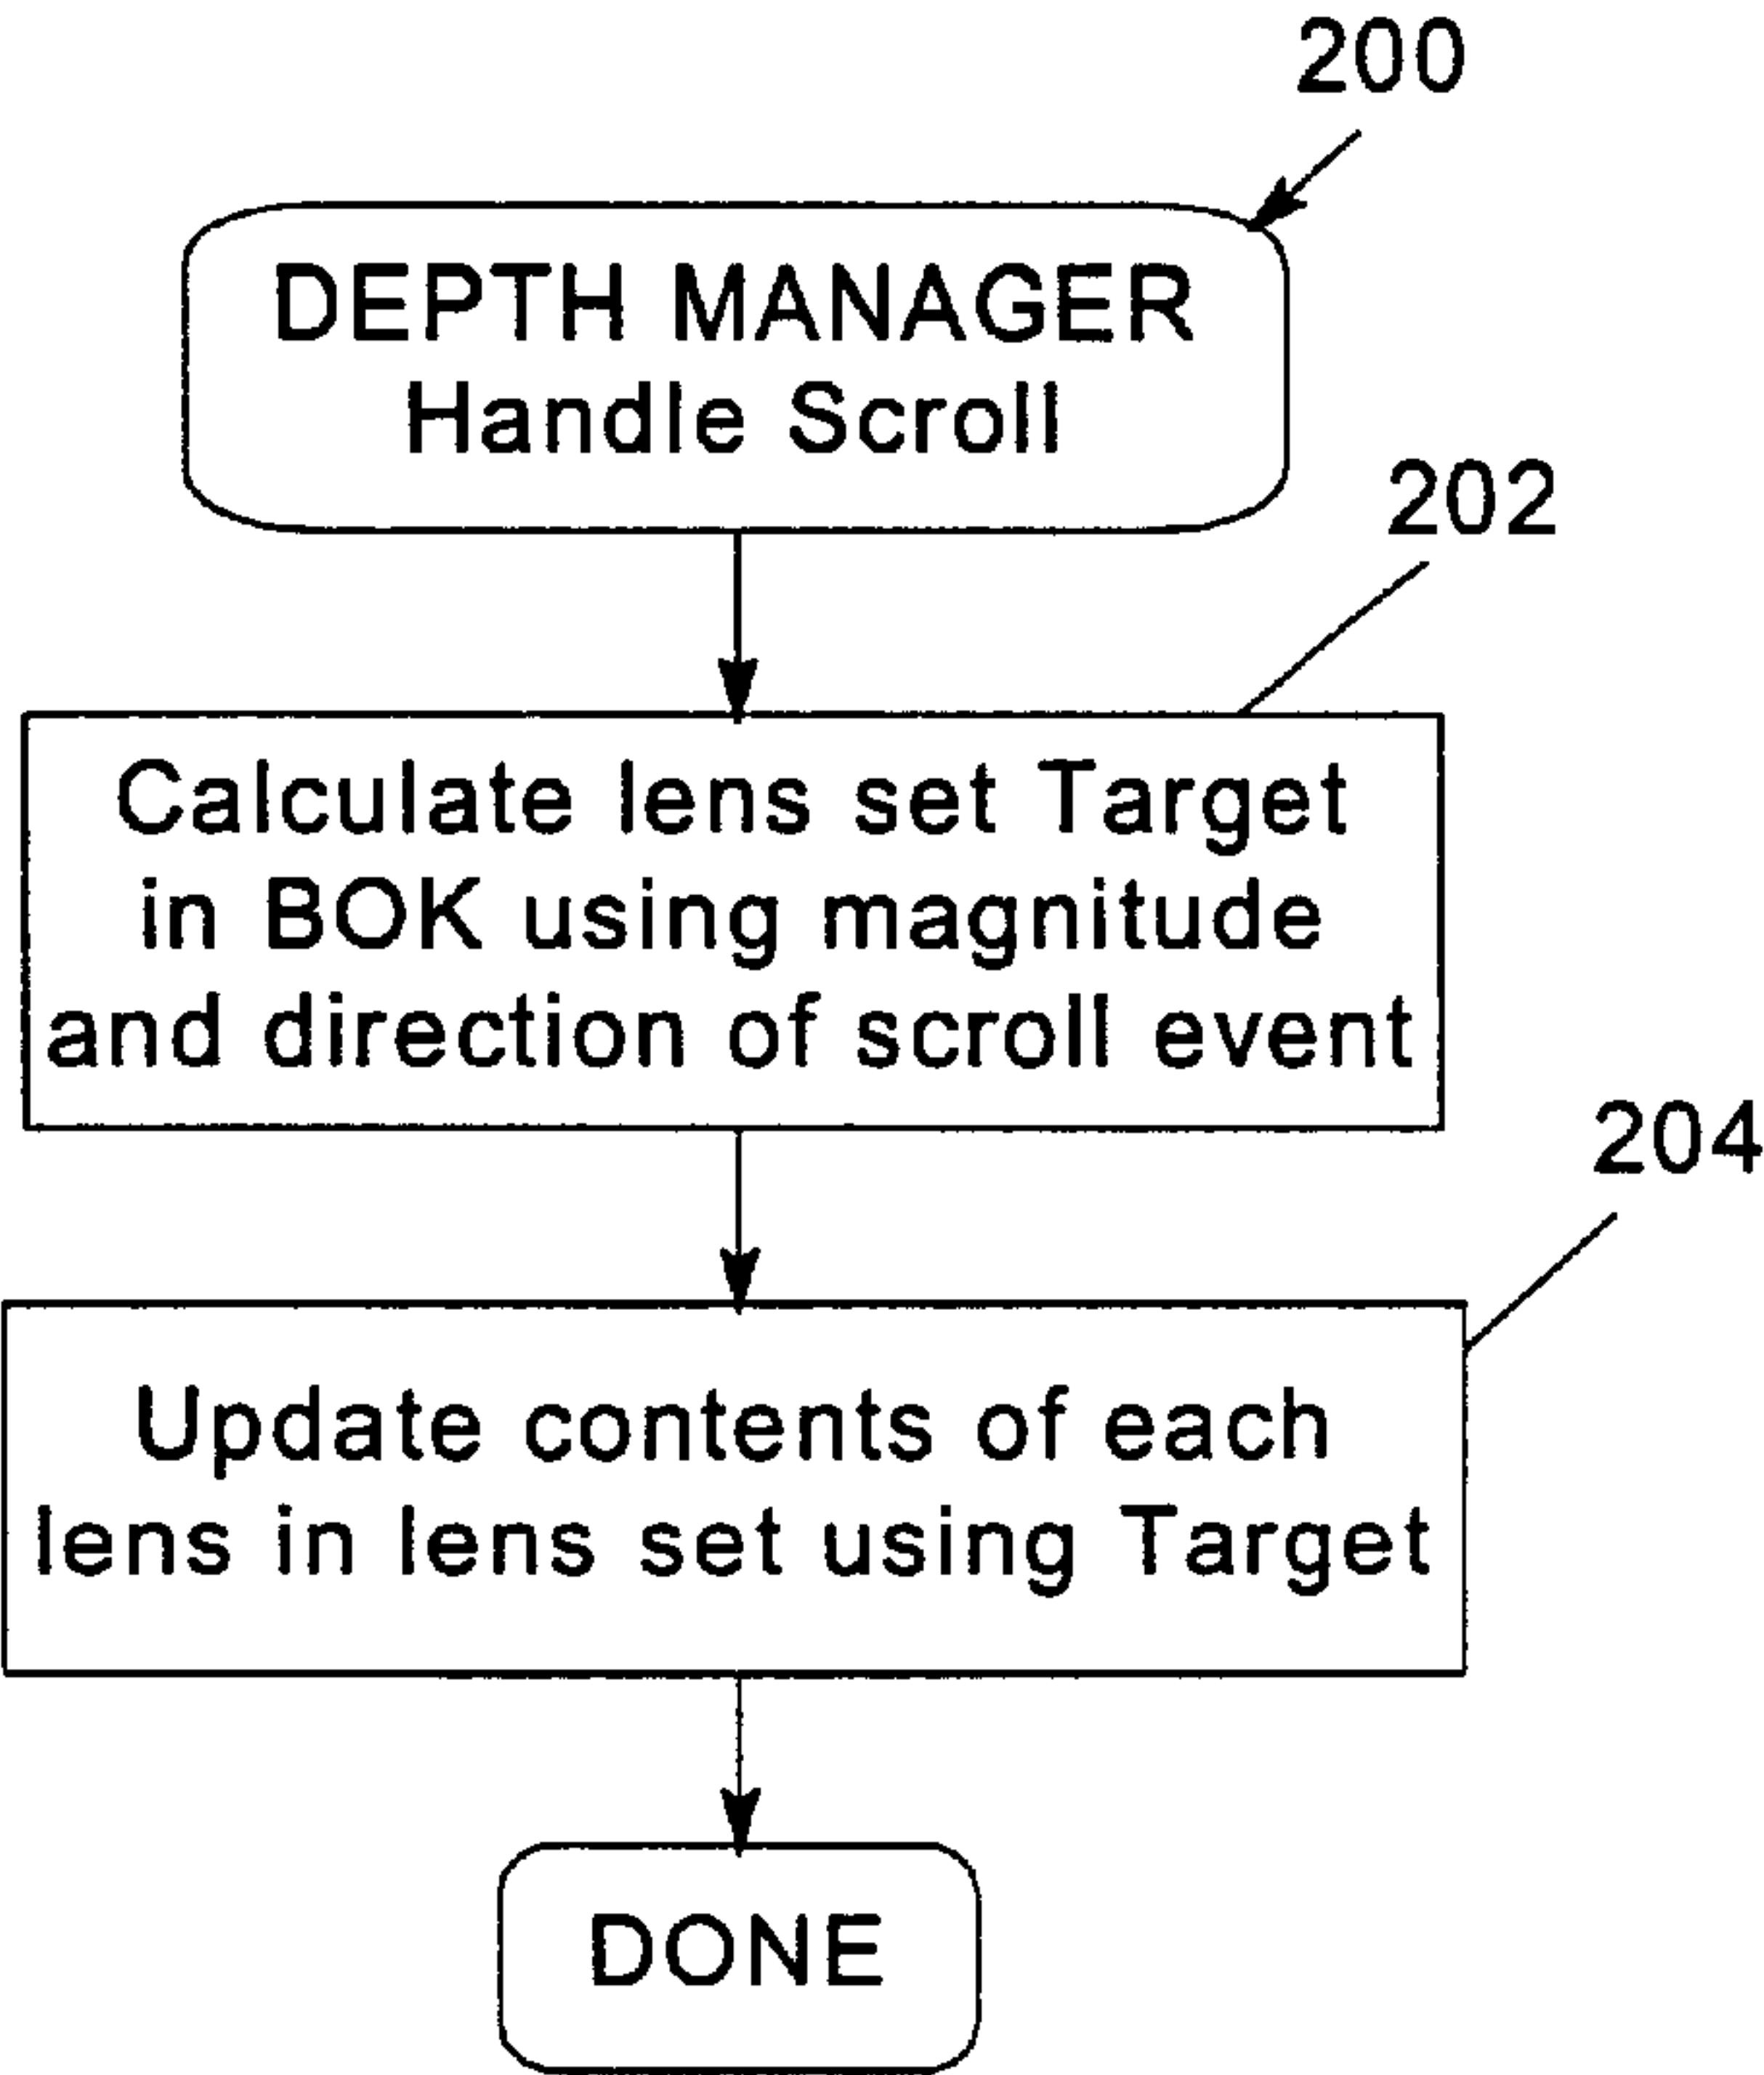 200
DEPTH MANAGER
Handle Scroll
202
Calculate lens set Target
in BOK using magnitude
and direction of scroll event
204
Update contents of each
lens in lens set using Target
DONE